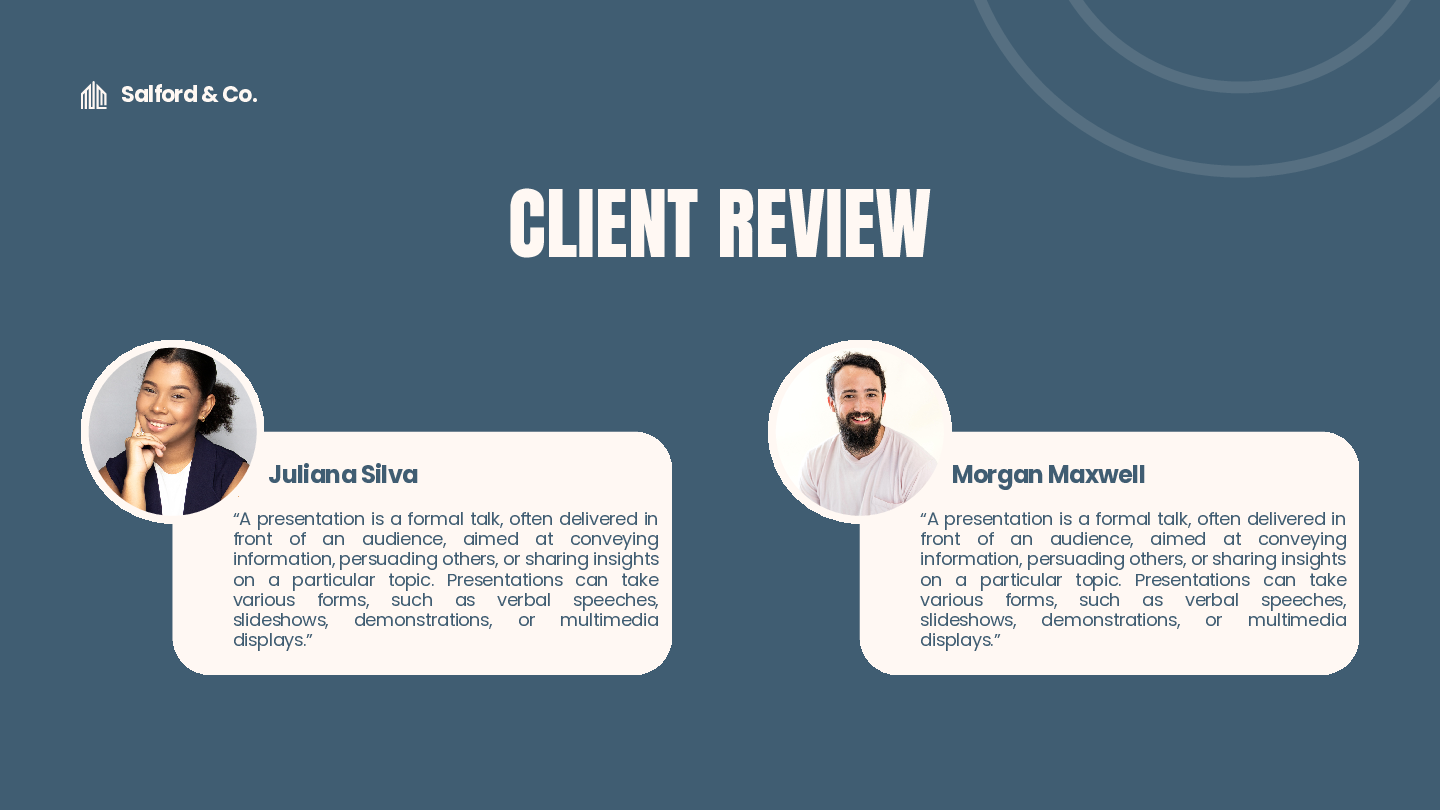 Salford & Co.
CLIENT REVIEW
Juliana Silva
“A presentation is a formal talk, often delivered in
front of an audience, aimed at conveying
information, persuading others, or sharing insights
on a particular topic. Presentations can take
various forms, such as verbal speeches,
slideshows, demonstrations, or multimedia
displays.”
Morgan Maxwell
“A presentation is a formal talk, often delivered in
front of an audience, aimed at conveying
information, persuading others, or sharing insights
on a particular topic. Presentations can take
various forms, such as verbal speeches,
slideshows, demonstrations, or multimedia
displays.”